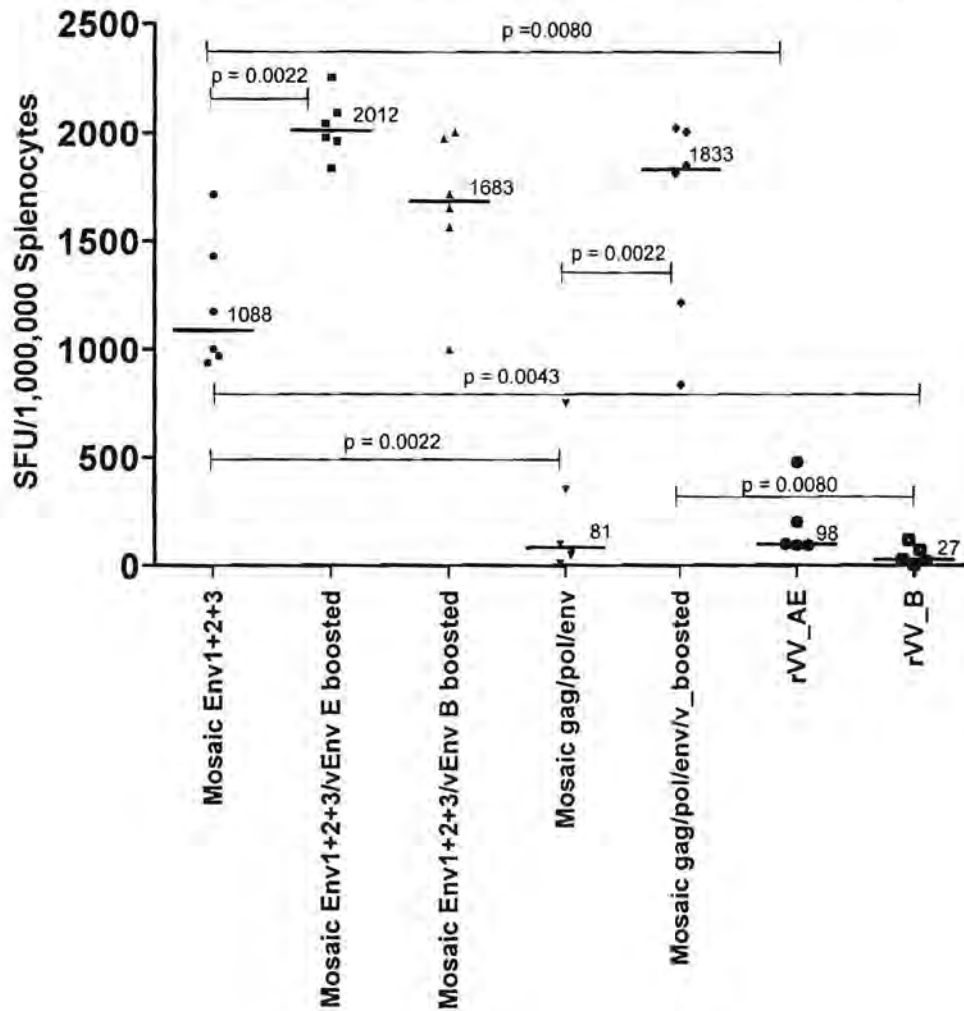 2500
p =0.0080
p = 0.0022
2012
2000
1833
1683
1500
p = 0.0022
1088
1000
p = 0.0043
500
p = 0.0022
p = 0.0080
81
98
27
0
SFU/1,000,000 Splenocytes
Mosaic Env1+2+3
Mosaic Env1+2+3/vEnv E boosted
Mosaic Env1+2+3/vEnv B boosted
Mosaic gag/pol/env
Mosaic gag/pol/env/v_boosted
rVV_AE
rVV_B